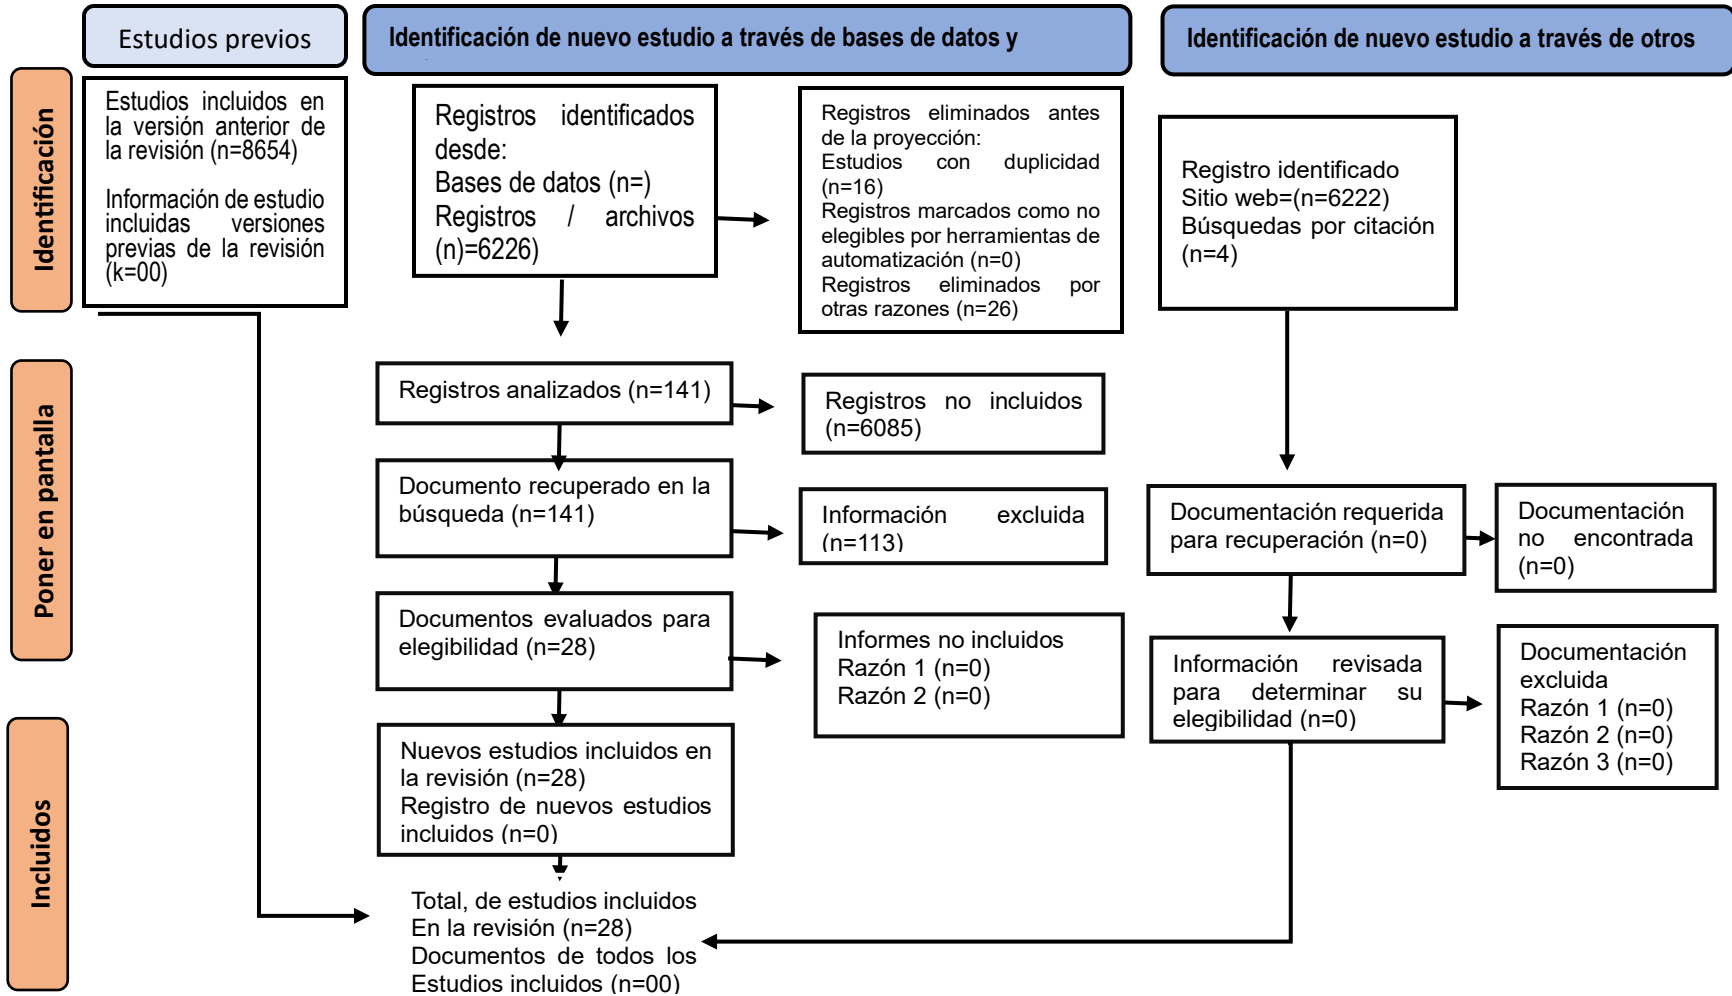 Estudios previos
Identificación de nuevo estudio a través de bases de datos y
Identificación de nuevo estudio a través de otros
Identificación
Estudios incluidos en
la versión anterior de
la revisión (n=8654)
Información de estudio
incluidas versiones
previas de la revisión
(k=00)
Registros identificados
desde:
Bases de datos (n=)
Registros / archivos
(n)=6226)
Registros eliminados antes
de la proyección:
Estudios con duplicidad
(n=16)
Registros marcados como no
elegibles por herramientas de
automatización (n=0)
Registros eliminados por
otras razones (n=26)
Registro identificado
Sitio web=(n=6222)
Búsquedas por citación
(n=4)
Poner en pantalla
Registros analizados (n=141)
Registros no incluidos
(n=6085)
Documento recuperado en la
búsqueda (n=141)
Información excluida
(n=113)
Documentación requerida
para recuperación (n=0)
Documentación
no encontrada
(n=0)
Documentos evaluados para
elegibilidad (n=28)
Informes no incluidos
Razón 1 (n=0)
Razón 2 (n=0)
Información revisada
para determinar su
elegibilidad (n=0)
Documentación
excluida
Razón 1 (n=0)
Razón 2 (n=0)
Razón 3 (n=0)
Incluidos
Nuevos estudios incluidos en
la revisión (n=28)
Registro de nuevos estudios
incluidos (n=0)
Total, de estudios incluidos
En la revisión (n=28)
Documentos de todos los
Estudios incluidos (n=00)